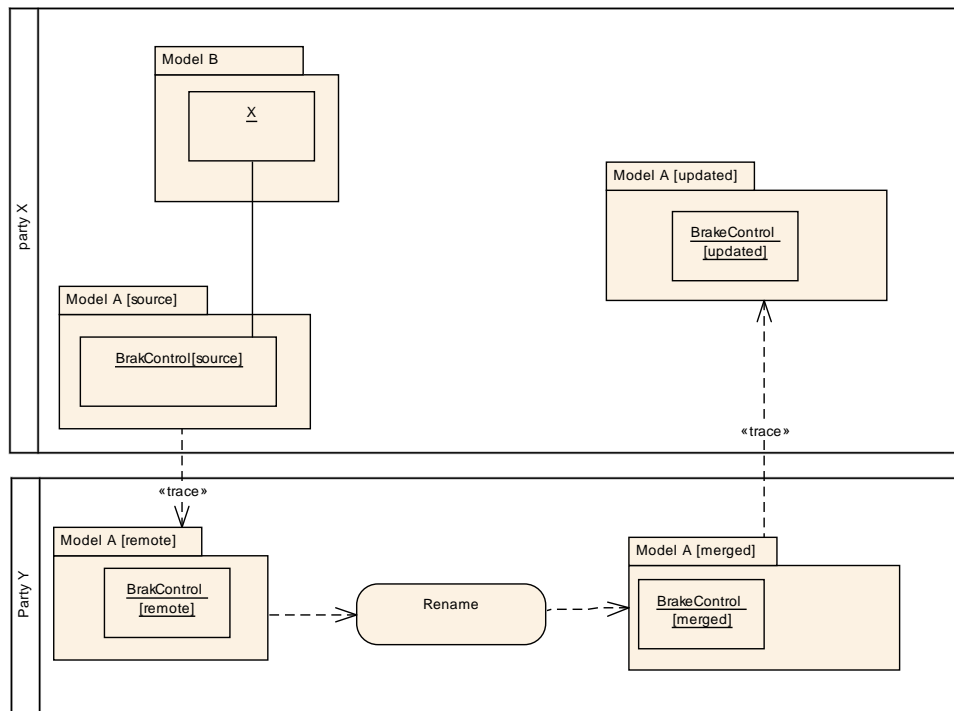 party X
Model B
X
Model A [source]
BrakControl[source]
Model A [updated]
BrakeControl
[updated]
«trace»
«trace»
Party Y
Model A [remote]
BrakControl
[remote]
Rename
Model A [merged]
BrakeControl
[merged]